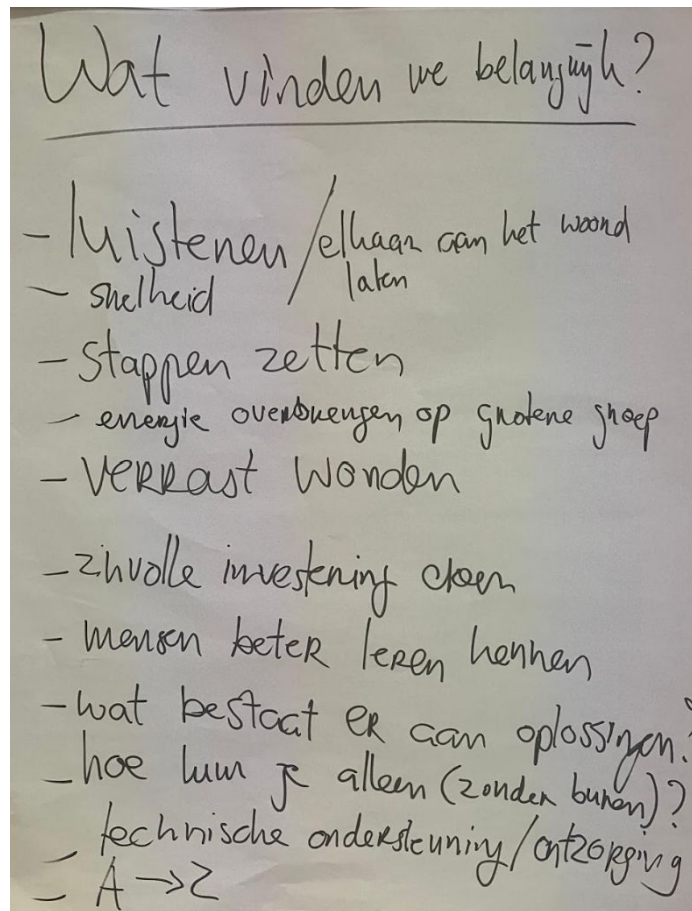 Wat vinden we belangrijk?
- luisteren / elkaar aan het woord
laten
- snelheid
- stappen zetten
- energie overbrengen op grotere groep
- VERRAST worden
- zinvolle investering doen
- mensen beter leren kennen
- wat bestaat er aan oplossingen?
- hoe kun je alleen (zonder buren)?
- technische ondersteuning/ontzorging
- A → Z